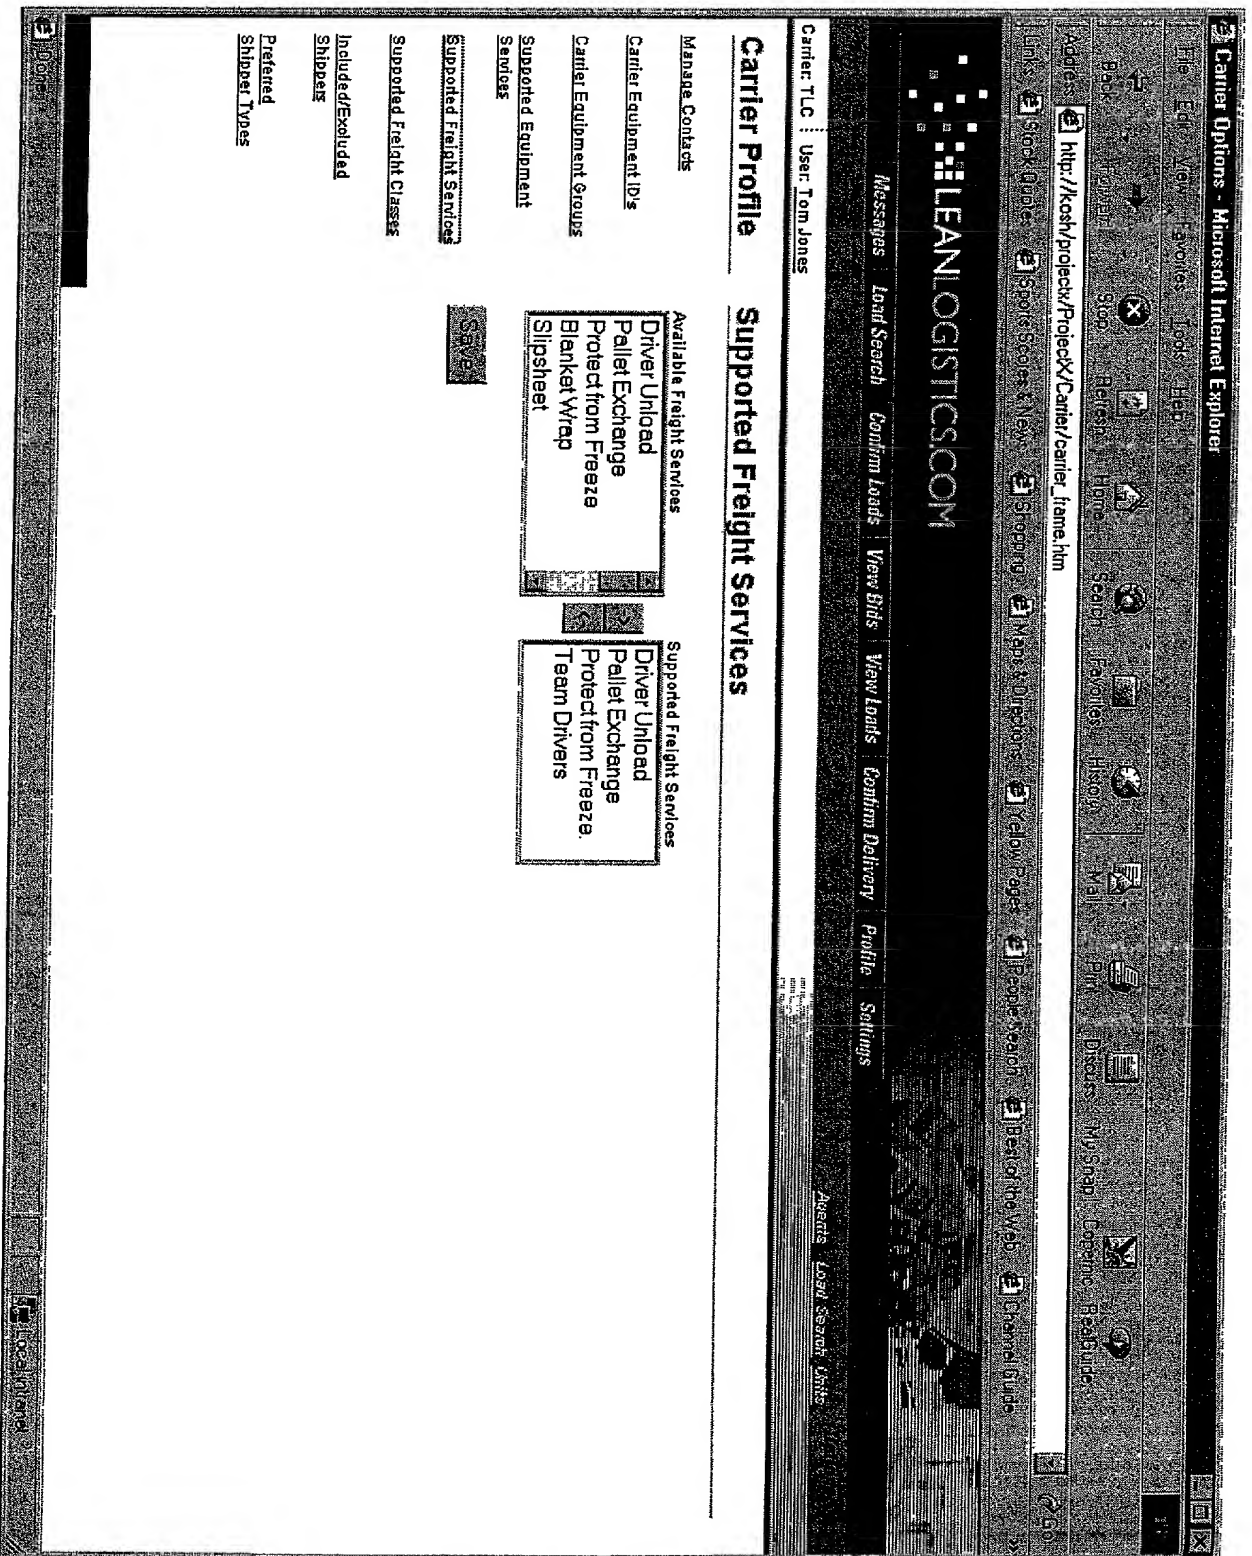 Carrier Options - Microsoft Internet Explorer
File Edit View Favorites Tools Help
Back Forward Stop Refresh Home Search Favorites History Mail Print Discuss My Snap Copernic RealGuide
Address http://kosh/projectx/ProjectX/Carrier/carrier_frame.htm Go
Links Stock Quotes Sports Scores & News Shopping Maps & Directions Yellow Pages People Search Best of the Web Channel Guide
LEANLOGISTICS.COM
Messages Load Search Confirm Loads View Bids View Loads Confirm Delivery Profile Settings
Load Search Units
Carrier: TLC User: Tom Jones
Carrier Profile
Manage Contacts
Carrier Equipment ID's
Carrier Equipment Groups
Supported Equipment
Services
Supported Freight Services
Supported Freight Classes
Included/Excluded
Shippers
Preferred
Shipper Types
Supported Freight Services
Available Freight Services
Driver Unload
Pallet Exchange
Protect from Freeze
Blanket Wrap
Slipsheet
>
<
Supported Freight Services
Driver Unload
Pallet Exchange
Protect from Freeze.
Team Drivers
Save
Done
Local intranet